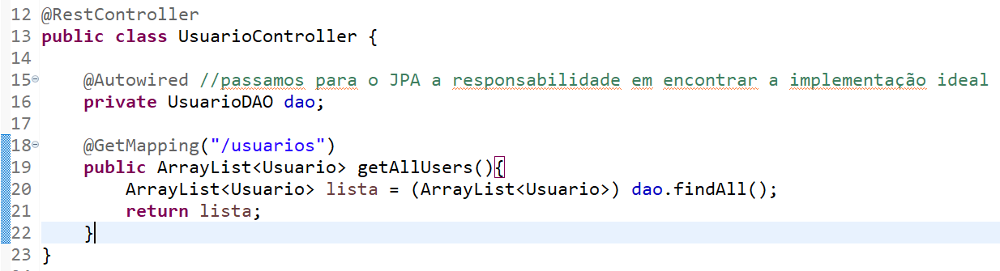 12 @RestController
13 public class UsuarioController {
14
15 @Autowired //passamos para o JPA a responsabilidade em encontrar a implementação ideal
16 private UsuarioDAO dao;
17
18 @GetMapping("/usuarios")
19 public ArrayList<Usuario> getAllUsers(){
20 ArrayList<Usuario> lista = (ArrayList<Usuario>) dao.findAll();
21 return lista;
22 }
23 }